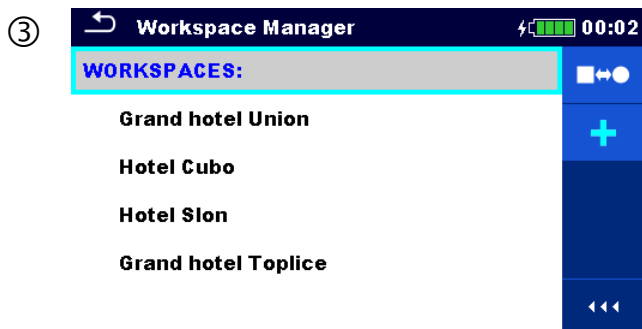 ③
Workspace Manager 00:02
WORKSPACES:
Grand hotel Union
Hotel Cubo
Hotel Slon
Grand hotel Toplice